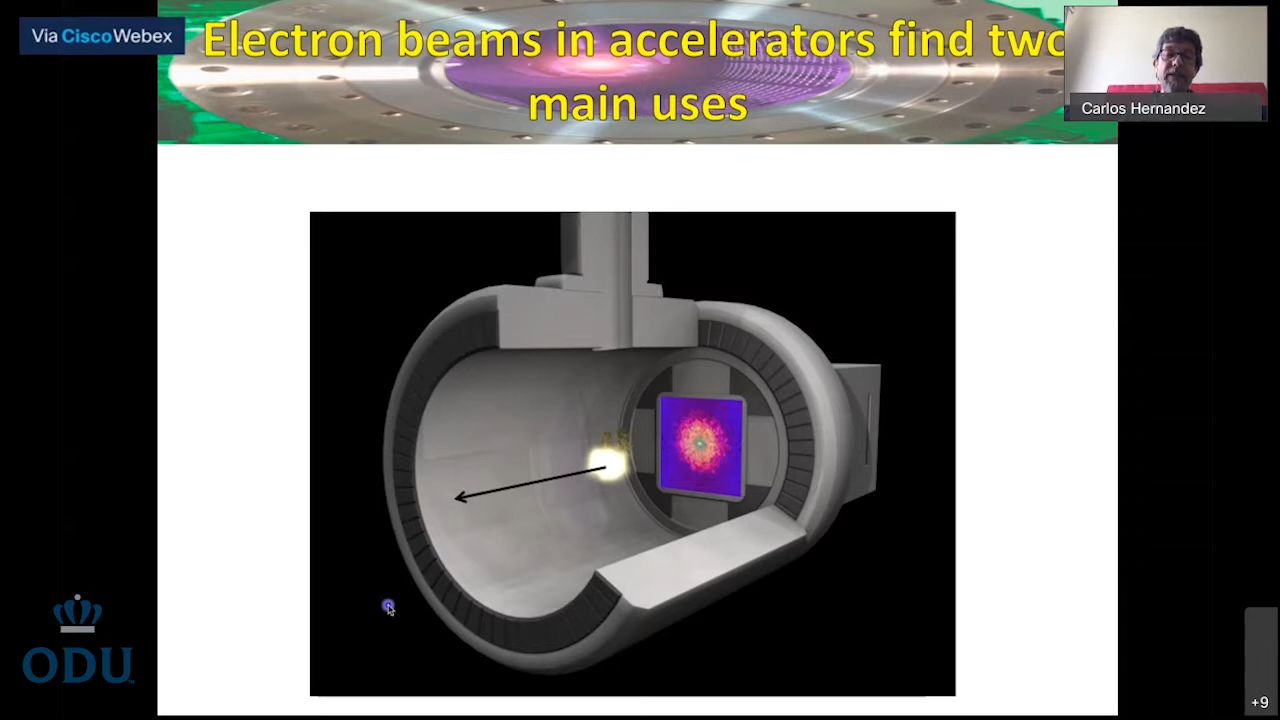 Via CiscoWebex
Electron beams in accelerators find two
main uses
Carlos Hernandez
ODU
+9